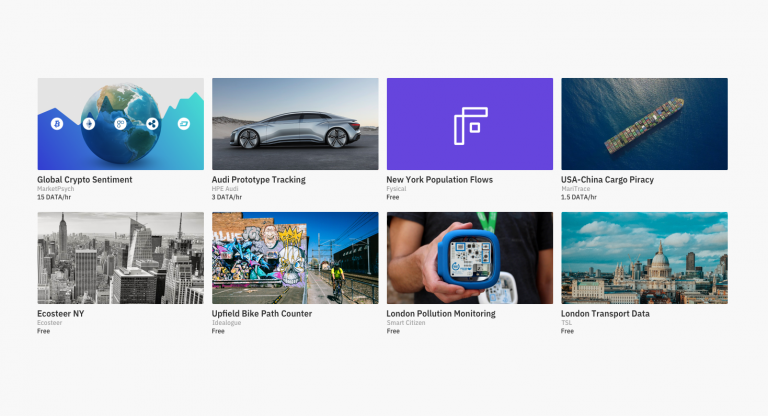 Global Crypto Sentiment
MarketPsych
15 DATA/hr
Audi Prototype Tracking
HPE Audi
3 DATA/hr
New York Population Flows
Fysical
Free
USA-China Cargo Piracy
MariTrace
1.5 DATA/hr
Ecosteer NY
Ecosteer
Free
Upfield Bike Path Counter
Idealogue
Free
London Pollution Monitoring
Smart Citizen
Free
London Transport Data
TSL
Free